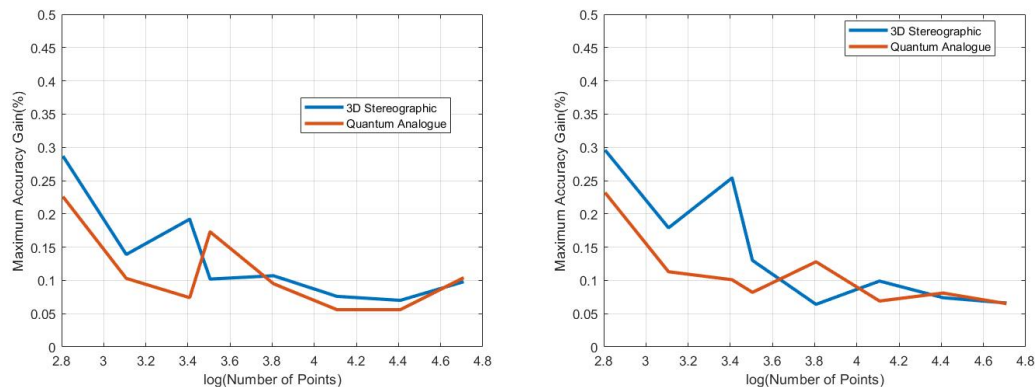 0.5
0.45
0.4
0.35
0.3
0.25
0.2
0.15
0.1
0.05
0
Maximum Accuracy Gain(%)
3D Stereographic
Quantum Analogue
2.8 3 3.2 3.4 3.6 3.8 4 4.2 4.4 4.6 4.8
log(Number of Points)
0.5
0.45
0.4
0.35
0.3
0.25
0.2
0.15
0.1
0.05
0
Maximum Accuracy Gain(%)
3D Stereographic
Quantum Analogue
2.8 3 3.2 3.4 3.6 3.8 4 4.2 4.4 4.6 4.8
log(Number of Points)